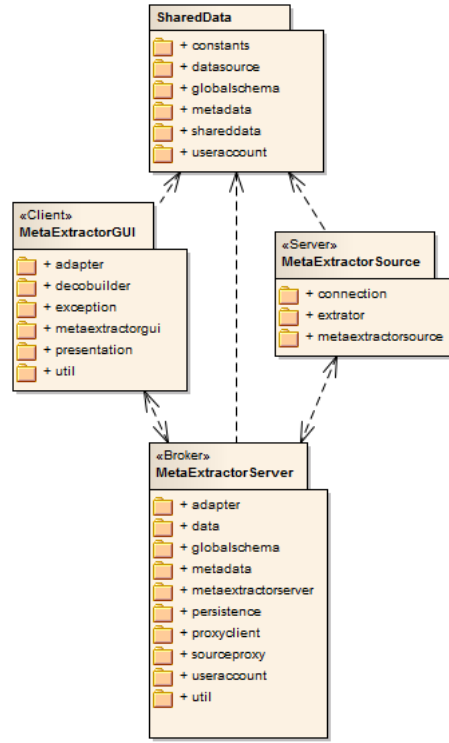 SharedData
+ constants
+ datasource
+ globalschema
+ metadata
+ shareddata
+ useraccount
«Client»
MetaExtractorGUI
+ adapter
+ decobuilder
+ exception
+ metaextractorgui
+ presentation
+ util
«Server»
MetaExtractorSource
+ connection
+ extrator
+ metaextractorsource
«Broker»
MetaExtractorServer
+ adapter
+ data
+ globalschema
+ metadata
+ metaextractorserver
+ persistence
+ proxyclient
+ sourceproxy
+ useraccount
+ util